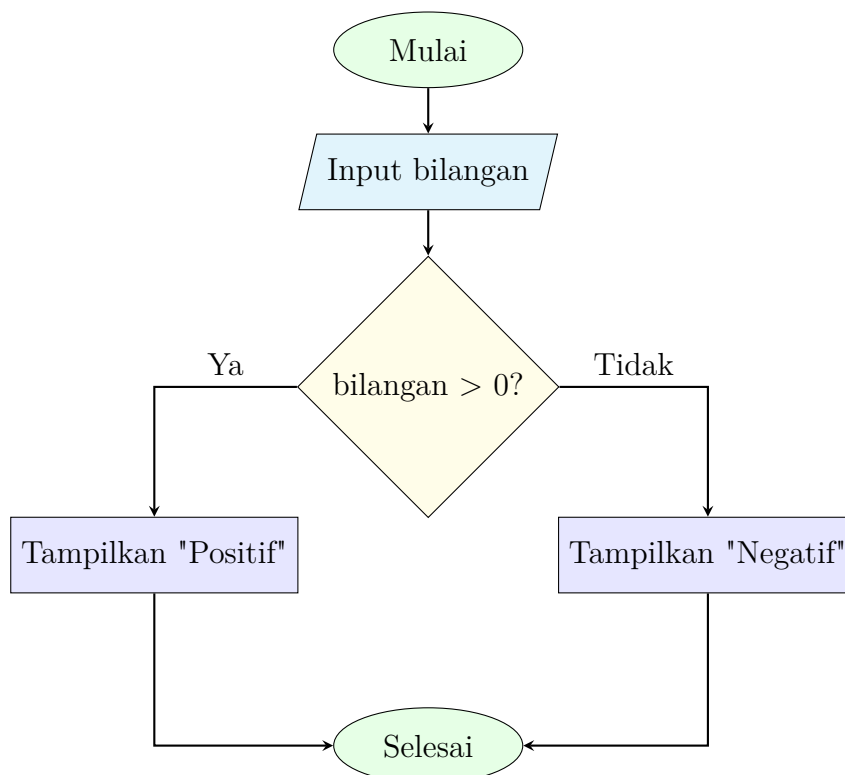 Mulai
Input bilangan
bilangan > 0?
Ya
Tidak
Tampilkan "Positif"
Tampilkan "Negatif"
Selesai